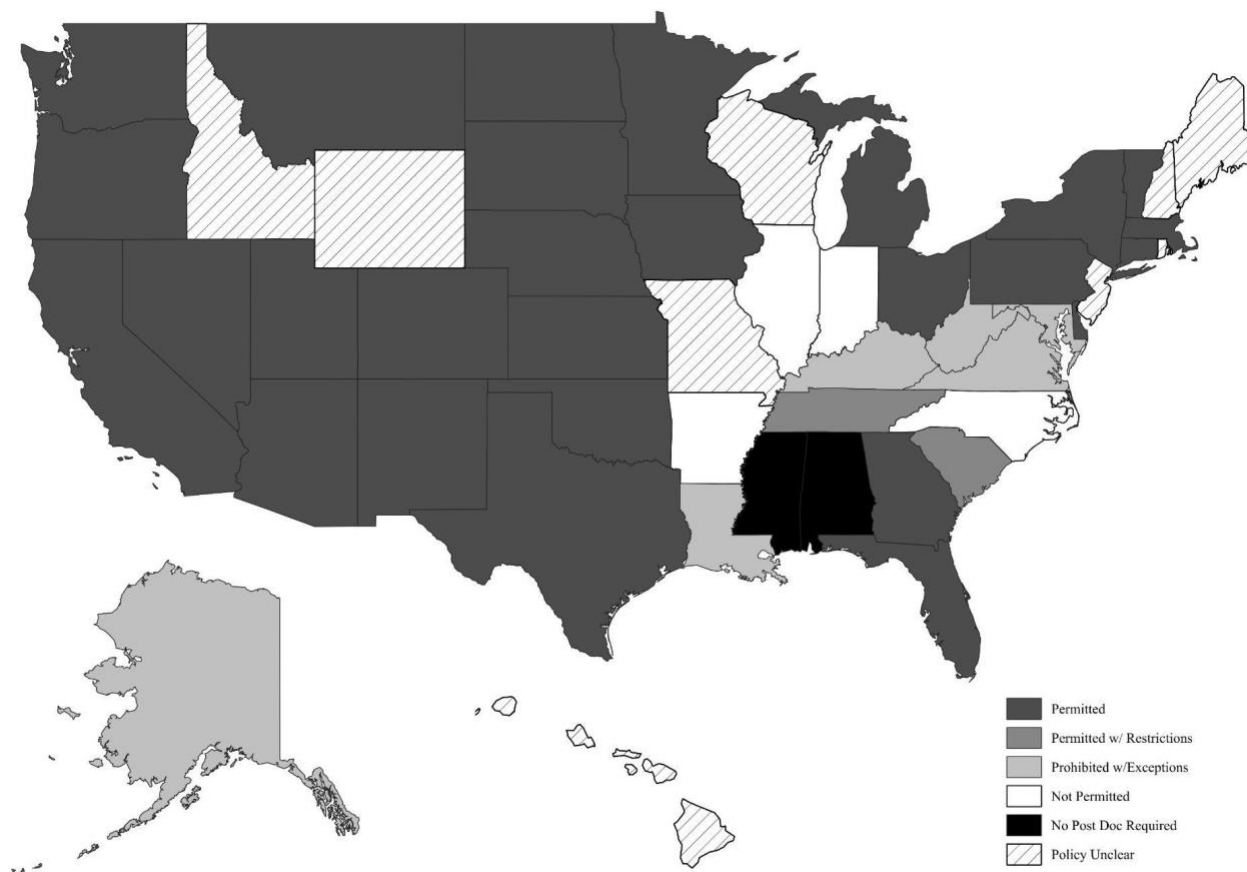 Permitted
Permitted w/ Restrictions
Prohibited w/Exceptions
Not Permitted
No Post Doc Required
Policy Unclear